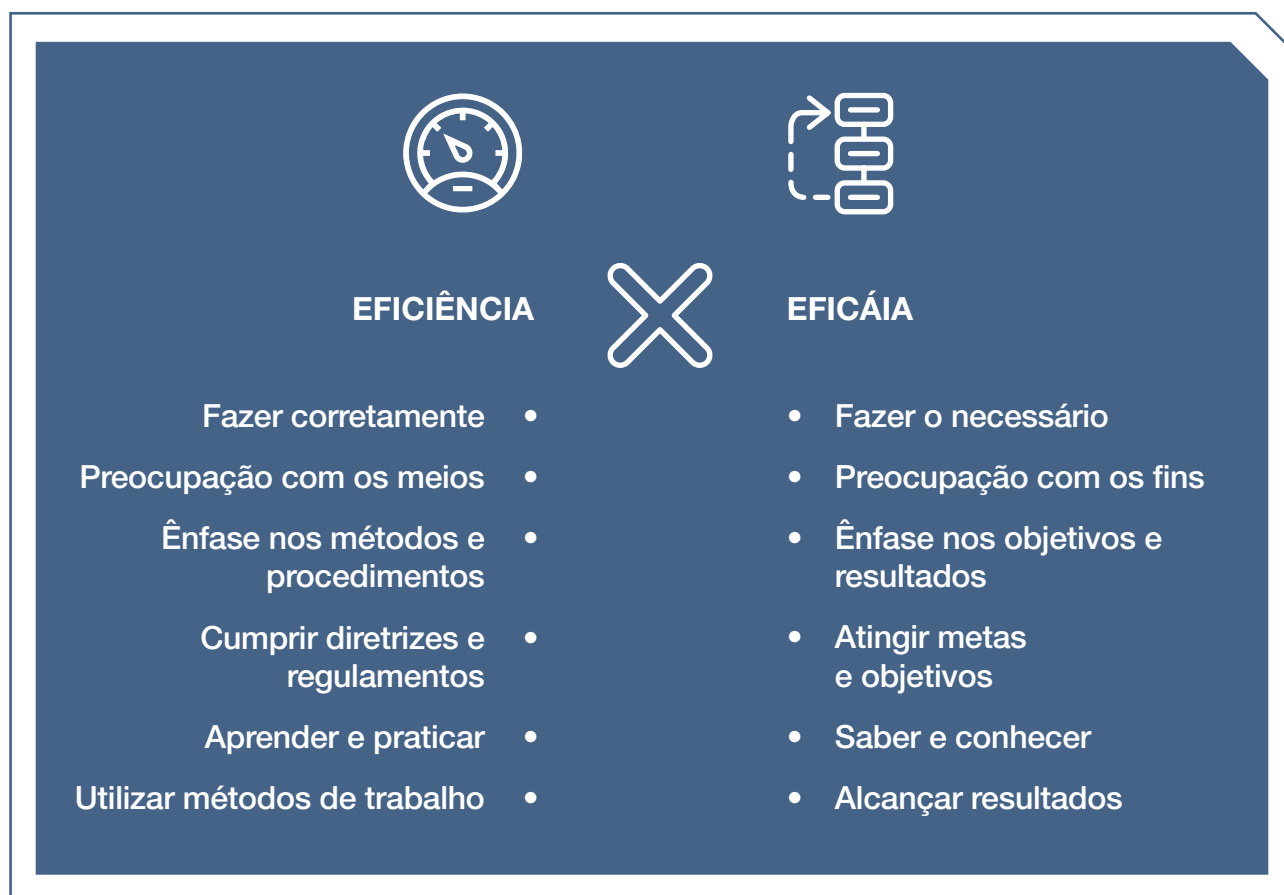 EFICIÊNCIA
Fazer corretamente •
Preocupação com os meios •
Ênfase nos métodos e •
procedimentos
Cumprir diretrizes e •
regulamentos
Aprender e praticar •
Utilizar métodos de trabalho •
EFICÁIA
• Fazer o necessário
• Preocupação com os fins
• Ênfase nos objetivos e
resultados
• Atingir metas
e objetivos
• Saber e conhecer
• Alcançar resultados